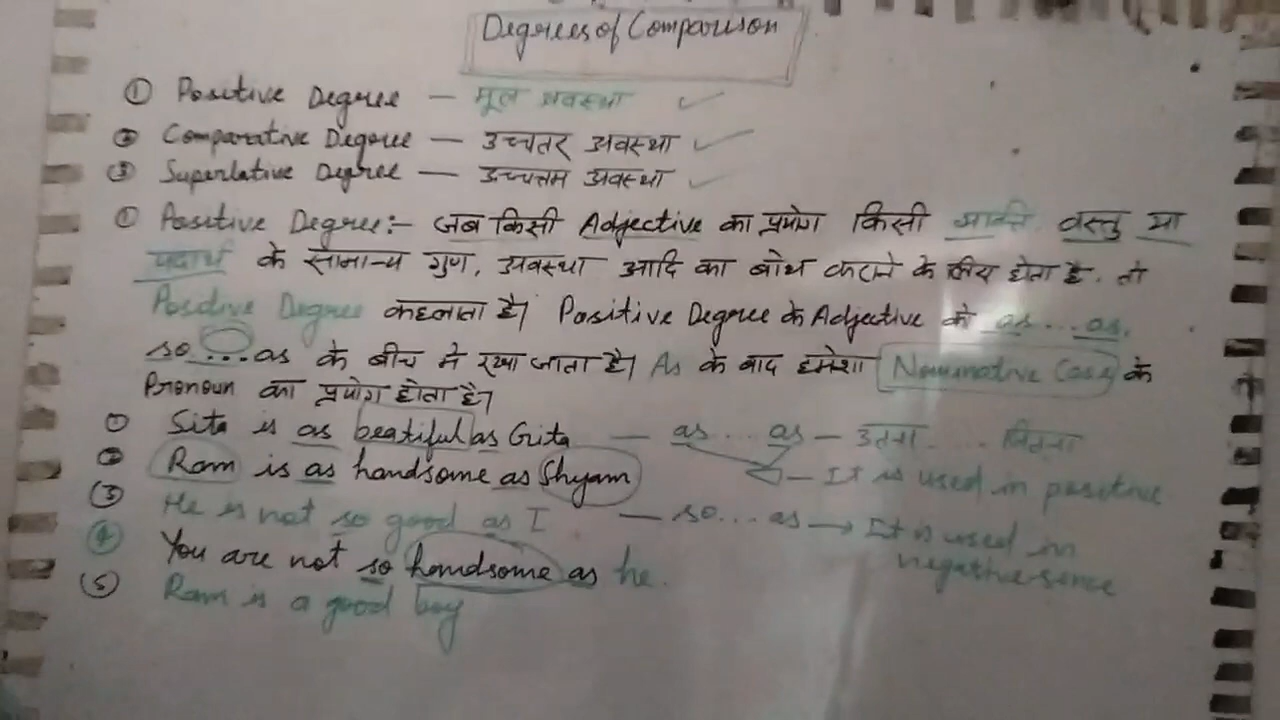 Degrees of Comparison
① Positive Degree — मूल अवस्था ✓
② Comparative Degree — उच्चतर अवस्था ✓
③ Superlative Degree — उच्चत्तम अवस्था ✓
① Positive Degree:- जब किसी Adjective का प्रयोग किसी व्यक्ति वस्तु या
पदार्थ के सामान्य गुण, अवस्था आदि का बोध कराने के लिए होता है, तो
Positive Degree कहलाता है। Positive Degree के Adjective को as...as,
so...as के बीच में रखा जाता है। As के बाद हमेशा Nominative Case के
Pronoun का प्रयोग होता है।
① Sita is as beatiful as Grita — as...as — उतना... जितना
② Ram is as handsome as Shyam — It is used in positive
③ He is not so good as I — so...as → It is used in
negative sence
④ You are not so handsome as he.
⑤ Ram is a good boy